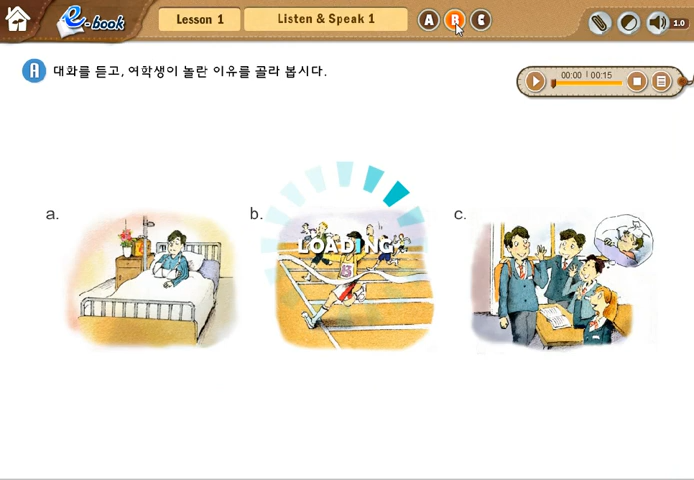 e-book
Lesson 1
Listen & Speak 1
A B C
1.0
A 대화를 듣고, 여학생이 놀란 이유를 골라 봅시다.
00:00 | 00:15
a. b. c.
LOADING